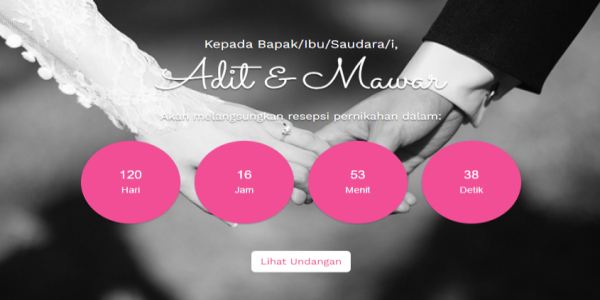 Kepada Bapak/Ibu/Saudara/i,
Adit & Mawar
Akan melangsungkan resepsi pernikahan dalam:
120 16 53 38
Hari Jam Menit Detik
Lihat Undangan